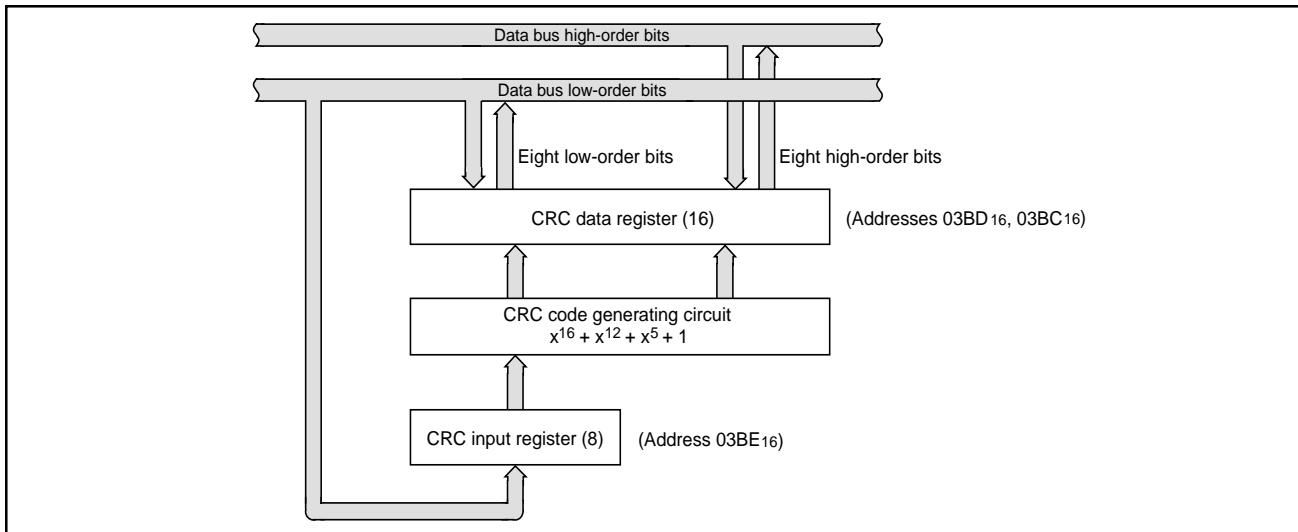 Data bus high-order bits
Data bus low-order bits
Eight low-order bits
Eight high-order bits
CRC data register (16)
(Addresses 03BD16, 03BC16)
CRC code generating circuit
x16 + x12 + x5 + 1
CRC input register (8)
(Address 03BE16)